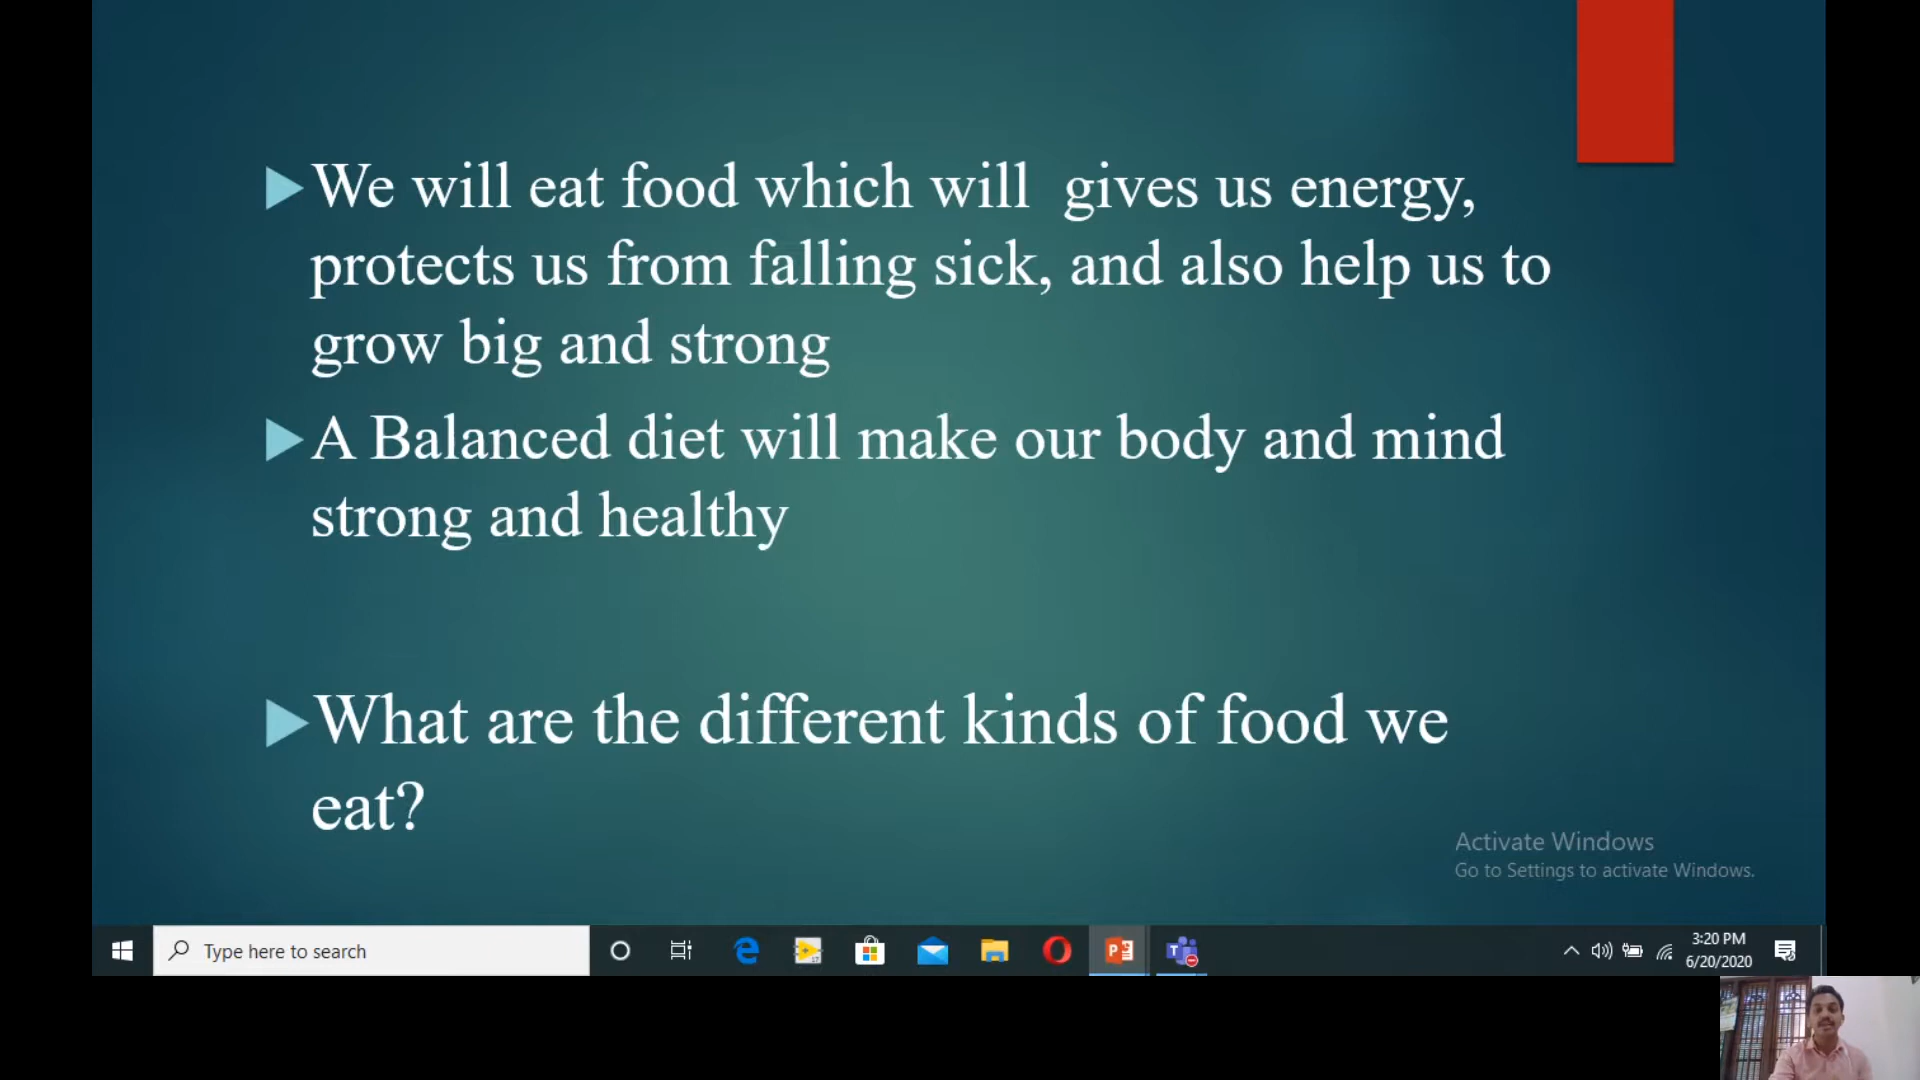 We will eat food which will  gives us energy,
protects us from falling sick, and also help us to
grow big and strong
A Balanced diet will make our body and mind
strong and healthy
What are the different kinds of food we
eat?
Activate Windows
Go to Settings to activate Windows.
Type here to search
3:20 PM
6/20/2020